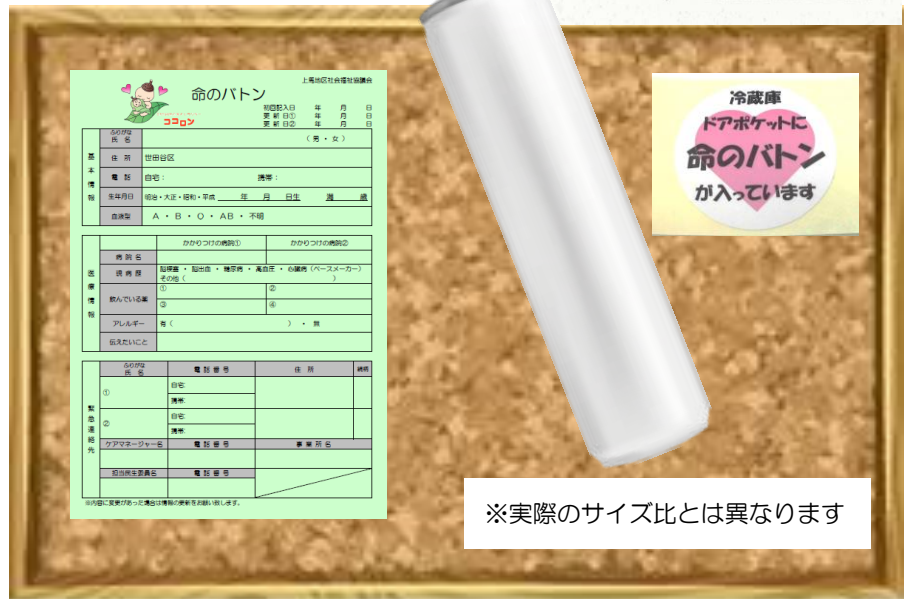 上馬地区社会福祉協議会
命のバトン
ココロン
初回記入日 年 月 日
更新日① 年 月 日
更新日② 年 月 日
基本情報
ふりがな
氏名 (男・女)
住所 世田谷区
電話 自宅: 携帯:
生年月日 明治・大正・昭和・平成 年 月 日生 満 歳
血液型 A・B・O・AB・不明
医療情報
かかりつけの病院① かかりつけの病院②
病院名
現病歴 脳梗塞・脳出血・糖尿病・高血圧・心臓病(ペースメーカー)
その他( )
飲んでいる薬 ① ②
③ ④
アレルギー 有( )・無
伝えたいこと
緊急連絡先
ふりがな
氏名 電話番号 住所 続柄
① 自宅:
携帯:
② 自宅:
携帯:
ケアマネージャー名 電話番号 事業所名
担当民生委員名 電話番号
※内容に変更があった場合は情報の更新をお願い致します。
冷蔵庫
ドアポケットに
命のバトン
が入っています
※実際のサイズ比とは異なります